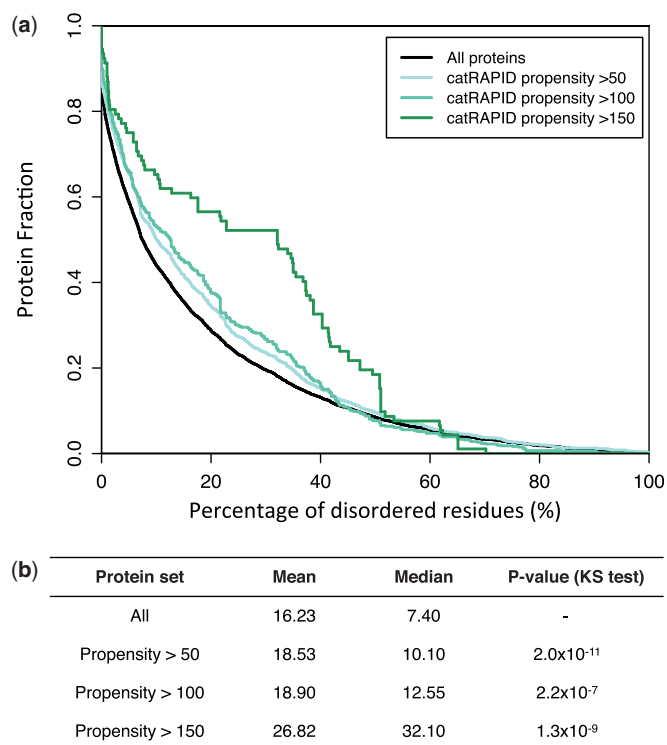 (a)
All proteins
catRAPID propensity >50
catRAPID propensity >100
catRAPID propensity >150
Protein Fraction
1.0
0.8
0.6
0.4
0.2
0.0
0 20 40 60 80 100
Percentage of disordered residues (%)
(b)
Protein set Mean Median P-value (KS test)
All 16.23 7.40 -
Propensity > 50 18.53 10.10 2.0x10⁻¹¹
Propensity > 100 18.90 12.55 2.2x10⁻⁷
Propensity > 150 26.82 32.10 1.3x10⁻⁹